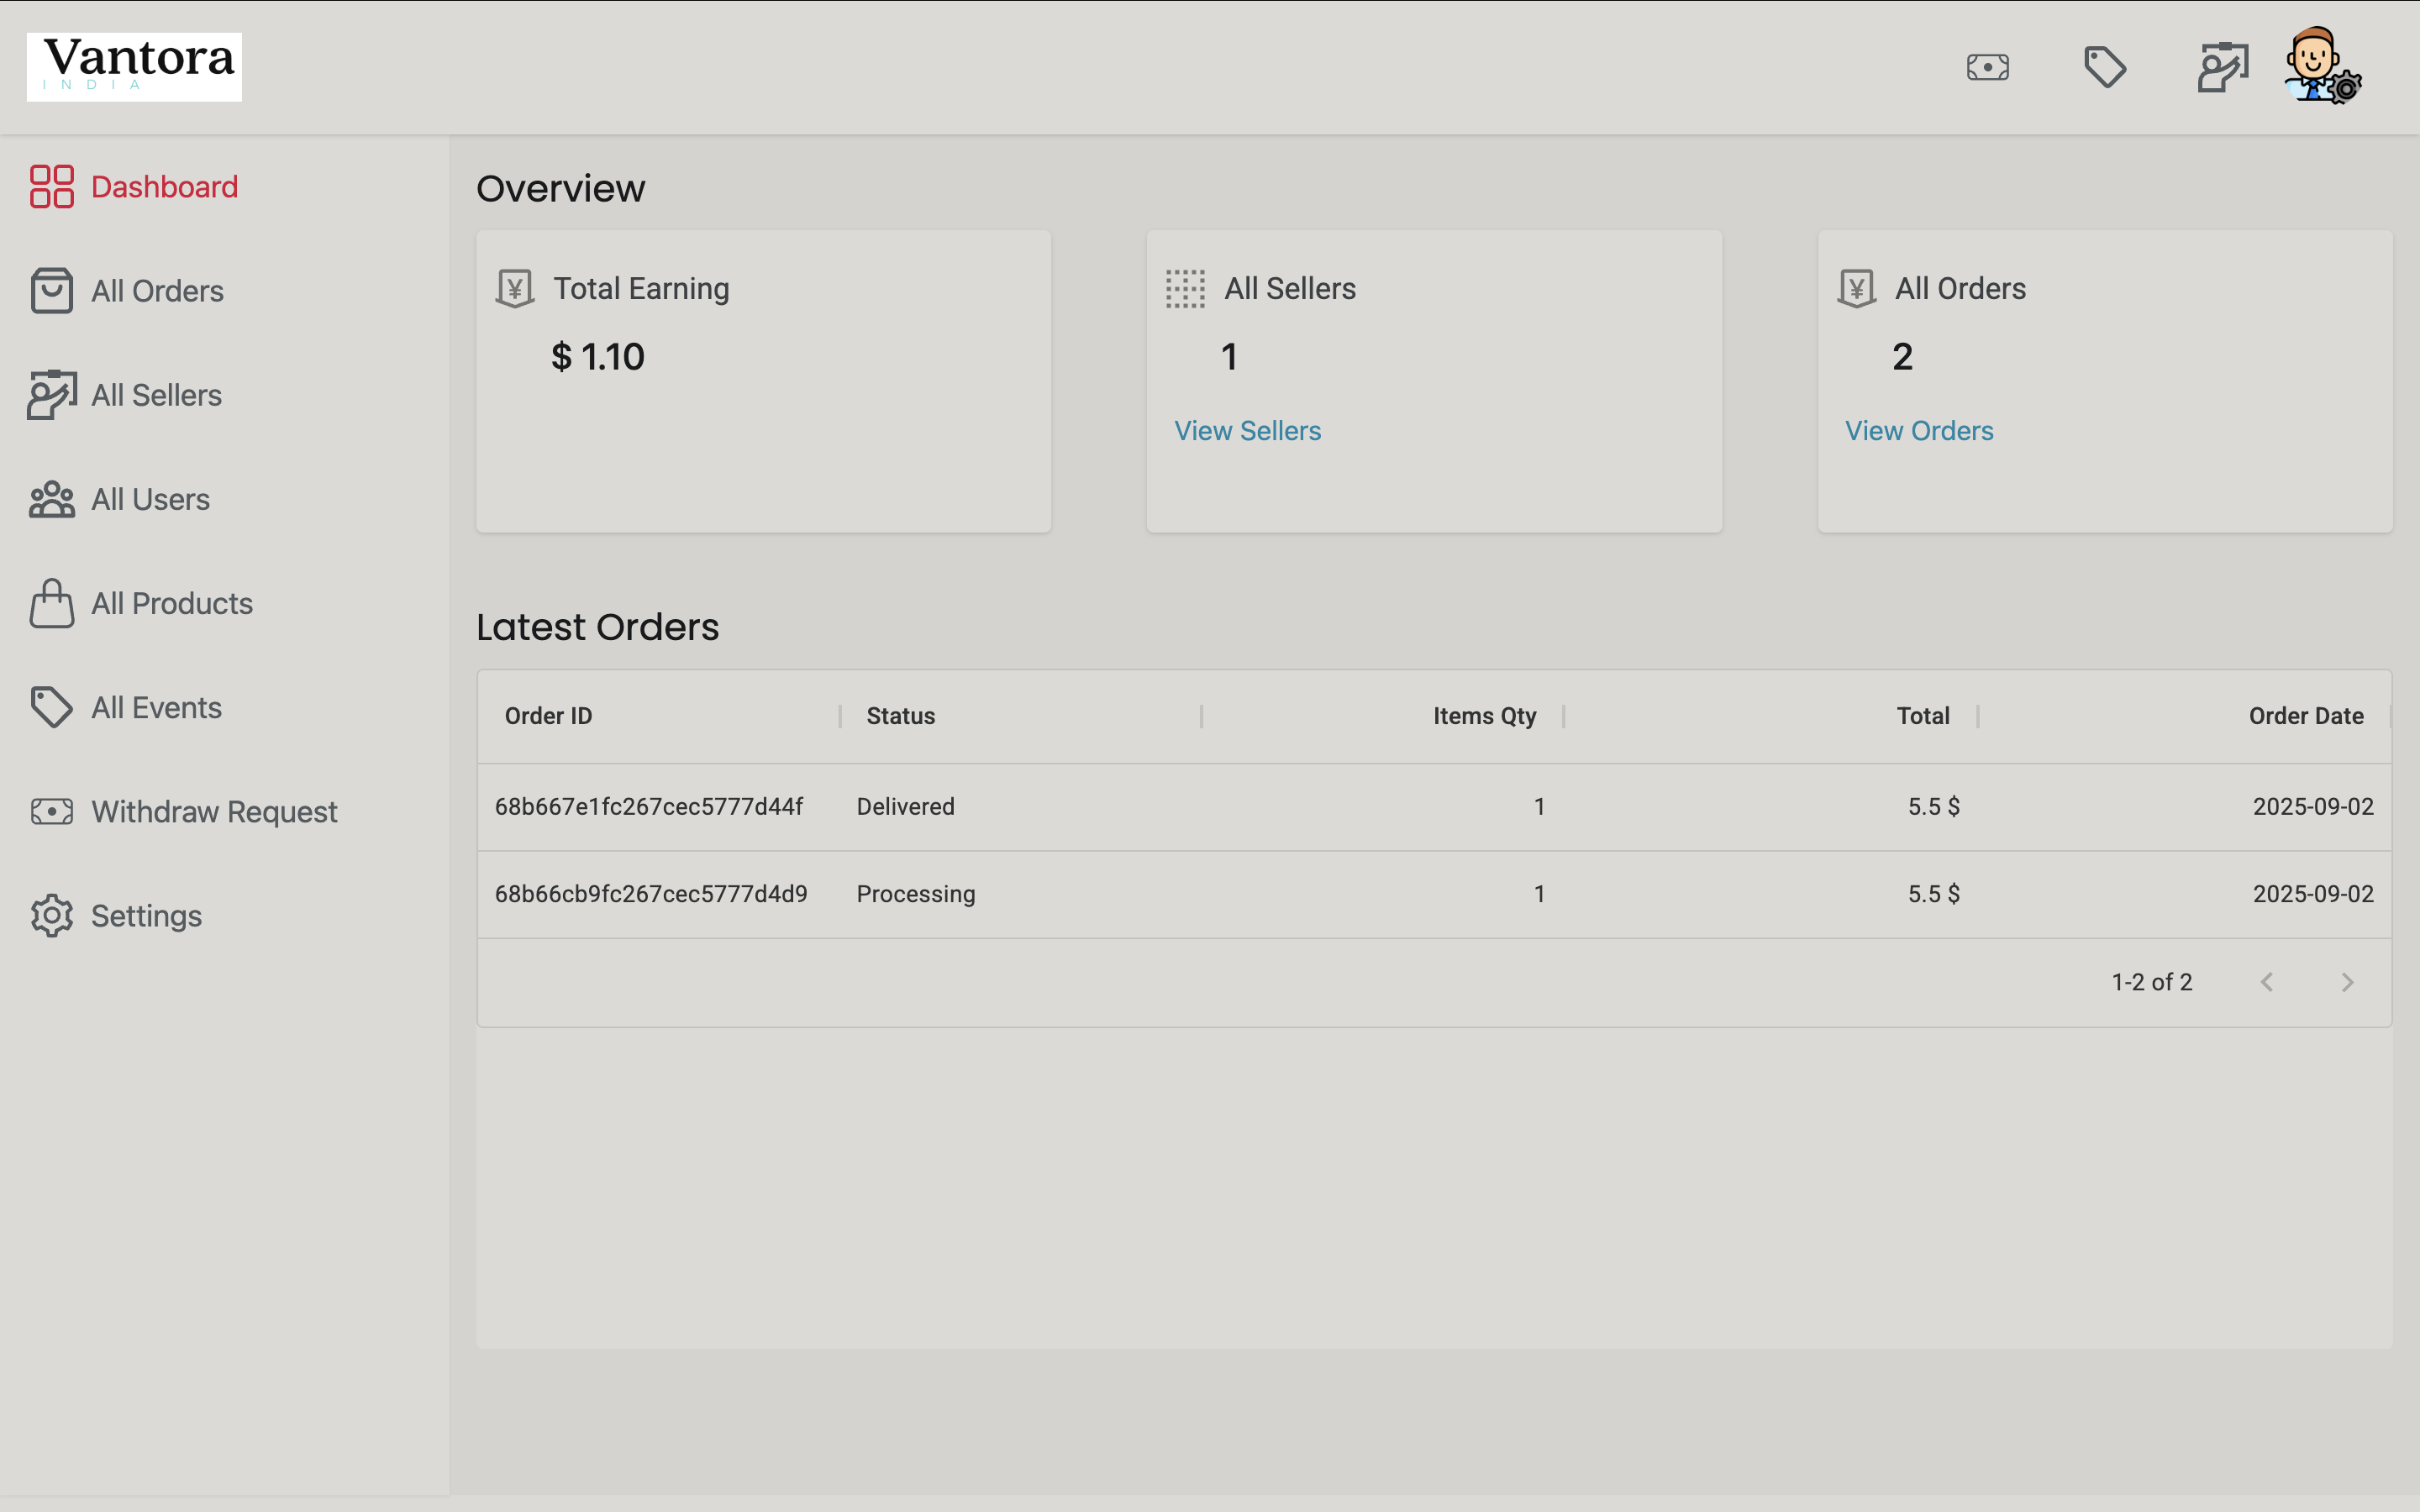 Vantora
INDIA
Dashboard
All Orders
All Sellers
All Users
All Products
All Events
Withdraw Request
Settings
Overview
¥ Total Earning
$ 1.10
All Sellers
1
View Sellers
¥ All Orders
2
View Orders
Latest Orders
Order ID Status Items Qty Total Order Date
68b667e1fc267cec5777d44f Delivered 1 5.5 $ 2025-09-02
68b66cb9fc267cec5777d4d9 Processing 1 5.5 $ 2025-09-02
1-2 of 2